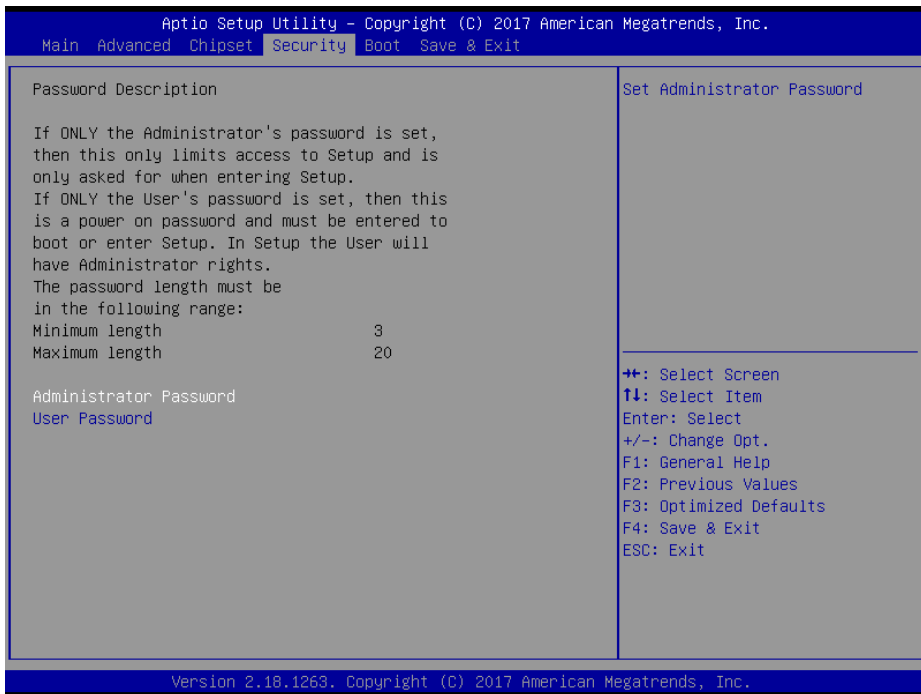 Aptio Setup Utility – Copyright (C) 2017 American Megatrends, Inc.
Main Advanced Chipset Security Boot Save & Exit
Password Description
If ONLY the Administrator's password is set,
then this only limits access to Setup and is
only asked for when entering Setup.
If ONLY the User's password is set, then this
is a power on password and must be entered to
boot or enter Setup. In Setup the User will
have Administrator rights.
The password length must be
in the following range:
Minimum length 3
Maximum length 20
Administrator Password
User Password
Set Administrator Password
→←: Select Screen
↑↓: Select Item
Enter: Select
+/-: Change Opt.
F1: General Help
F2: Previous Values
F3: Optimized Defaults
F4: Save & Exit
ESC: Exit
Version 2.18.1263. Copyright (C) 2017 American Megatrends, Inc.